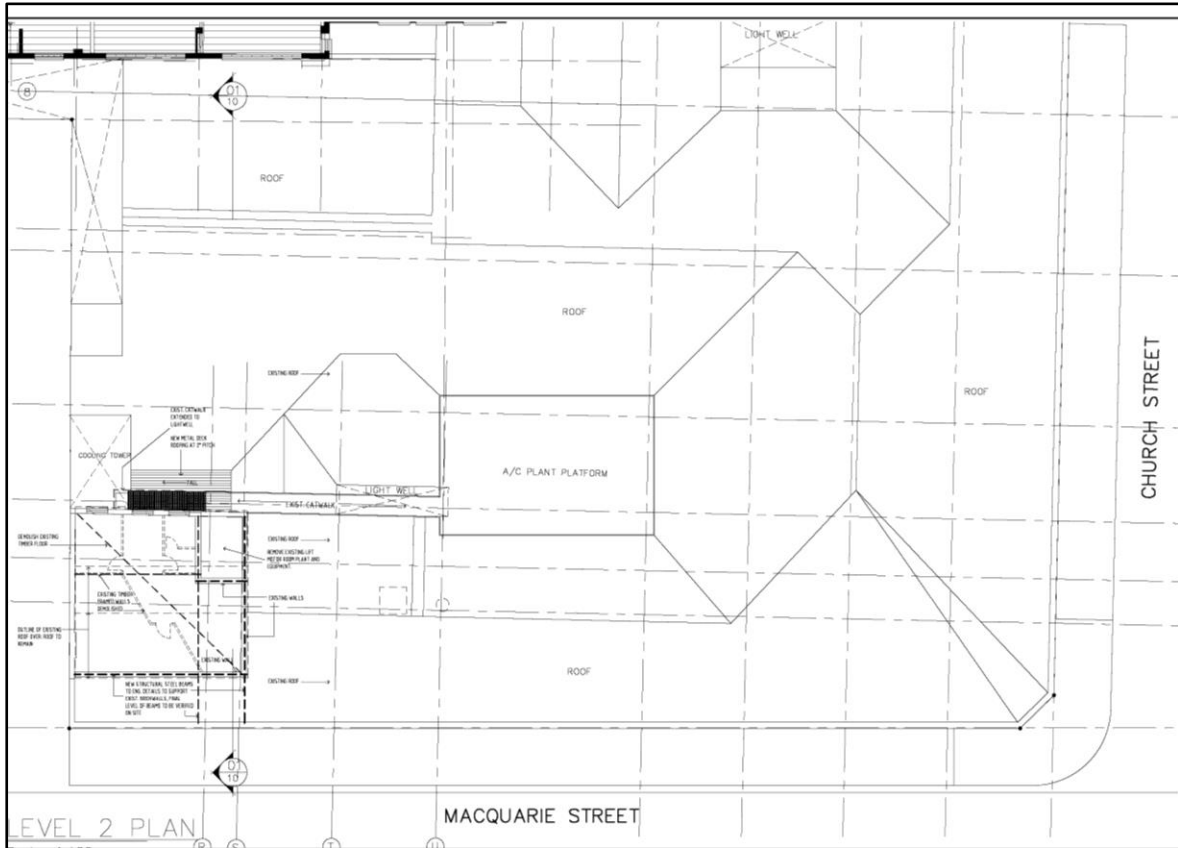 LIGHT WELL
8
01
10
ROOF
ROOF
ROOF
CHURCH STREET
EXISTING ROOF
EXIST. CATWALK
EXTENDED TO
LIGHTWELL
NEW METAL DECK
ROOFING AT 2° PITCH
COOLING TOWER
FALL
A/C PLANT PLATFORM
LIGHT WELL
EXIST. CATWALK
DEMOLISH EXISTING
TIMBER FLOOR
EXISTING ROOF
REMOVE EXISTING LIFT
MOTOR ROOM PLANT AND
EQUIPMENT
EXISTING TIMBER
FRAMED WALLS
DEMOLISHED
EXISTING WALLS
OUTLINE OF EXISTING
ROOF OVER ROOF TO
REMAIN
EXISTING WALL
ROOF
EXISTING ROOF
NEW STRUCTURAL STEEL BEAMS
TO ENG. DETAILS TO SUPPORT
EXIST. BRICKWALLS, FINAL
LEVEL OF BEAMS TO BE VERIFIED
ON SITE
01
10
MACQUARIE STREET
LEVEL 2 PLAN
R
S
T
U